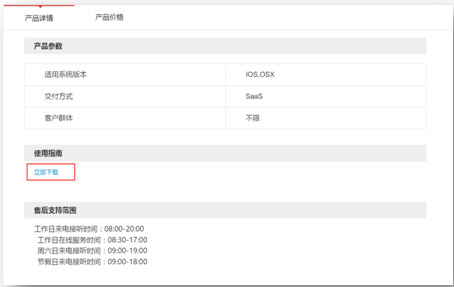 产品详情 产品价格
产品参数
适用系统版本 IOS,OSX
交付方式 SaaS
客户群体 不限
使用指南
立即下载
售后支持范围
工作日来电接听时间：08:00-20:00
工作日在线服务时间：08:30-17:00
周六日来电接听时间：09:00-19:00
节假日来电接听时间：09:00-18:00